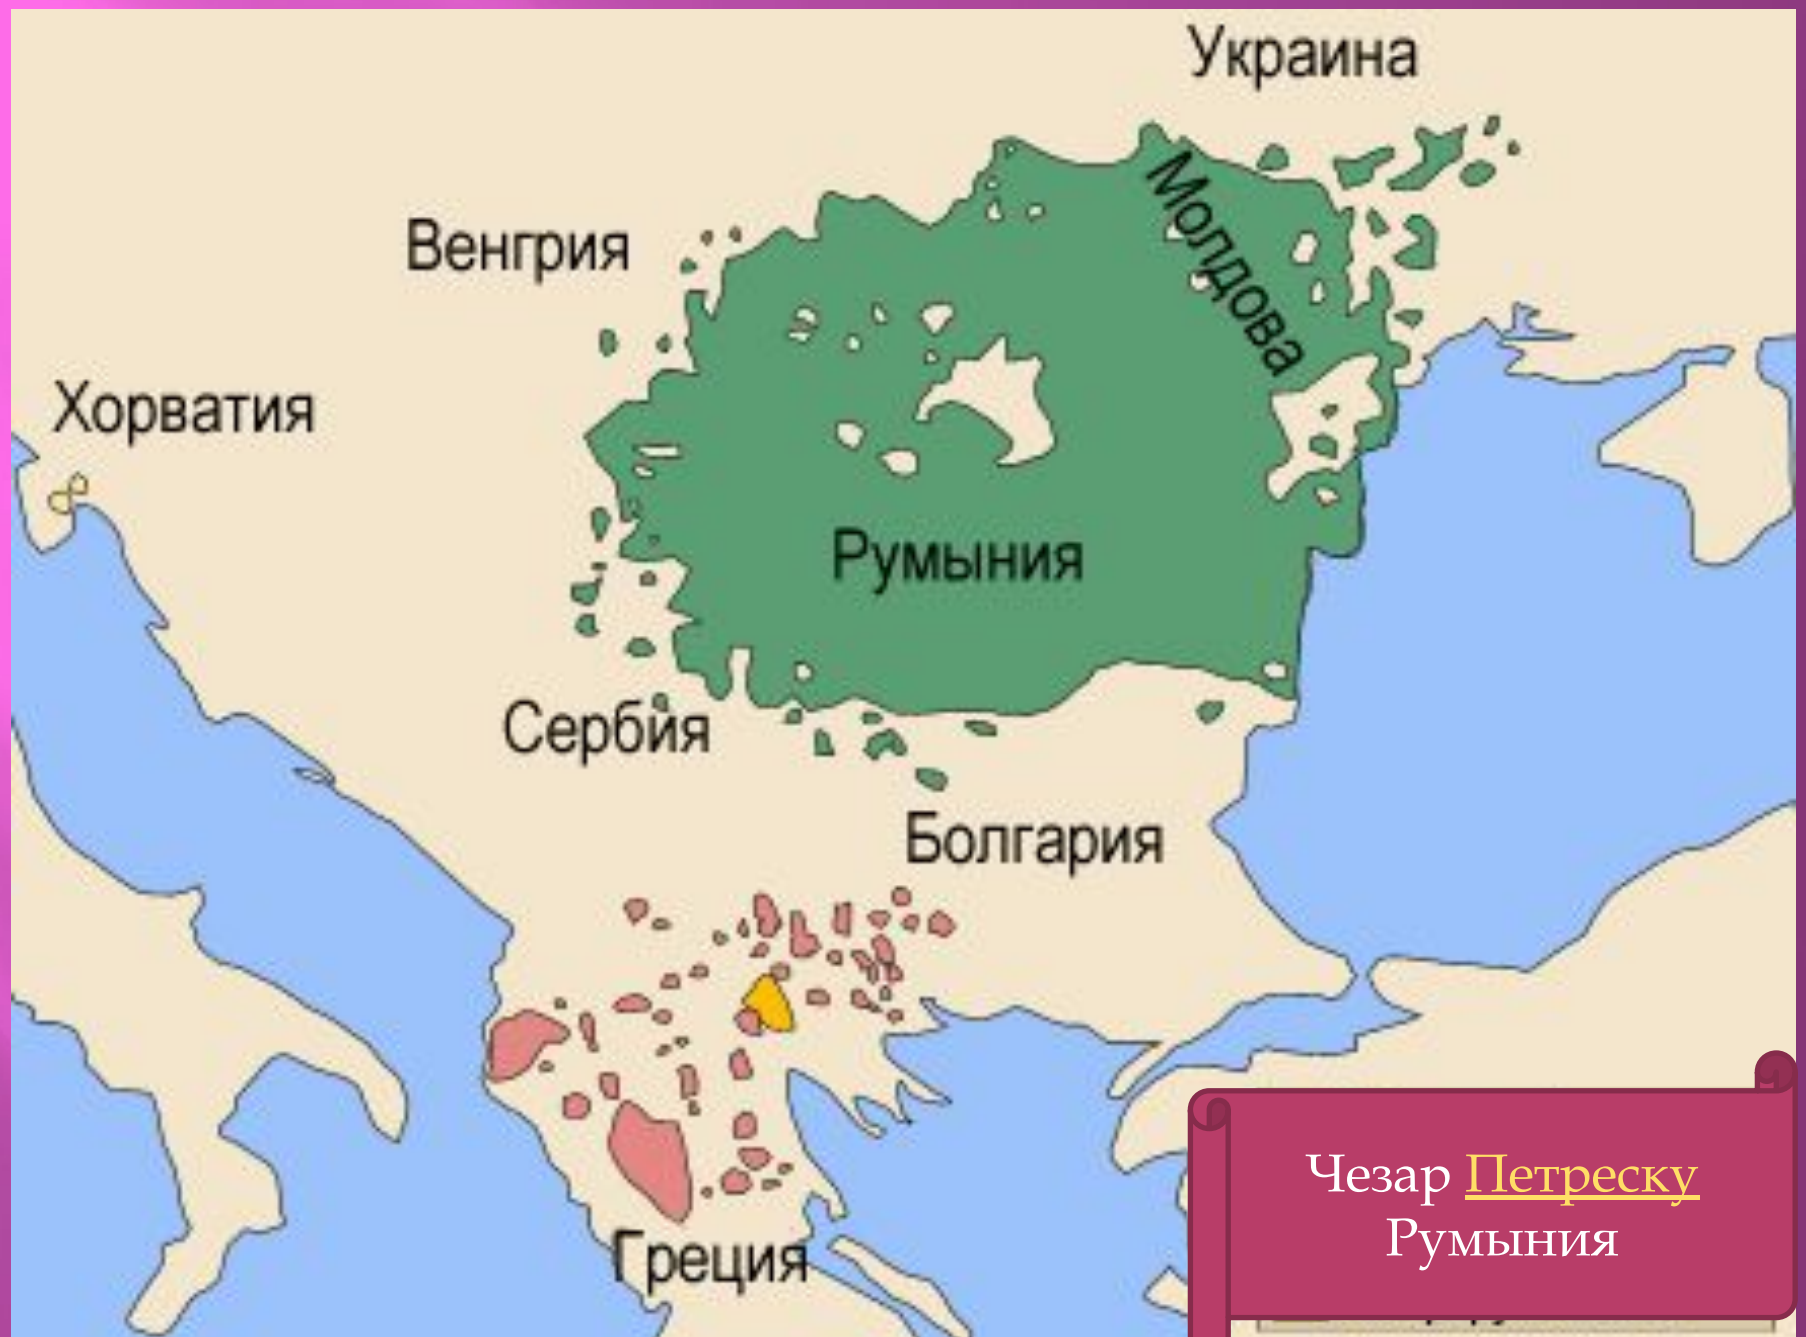 Украина
Молдова
Венгрия
Хорватия
Румыния
Сербия
Болгария
Греция
Чезар Петреску
Румыния